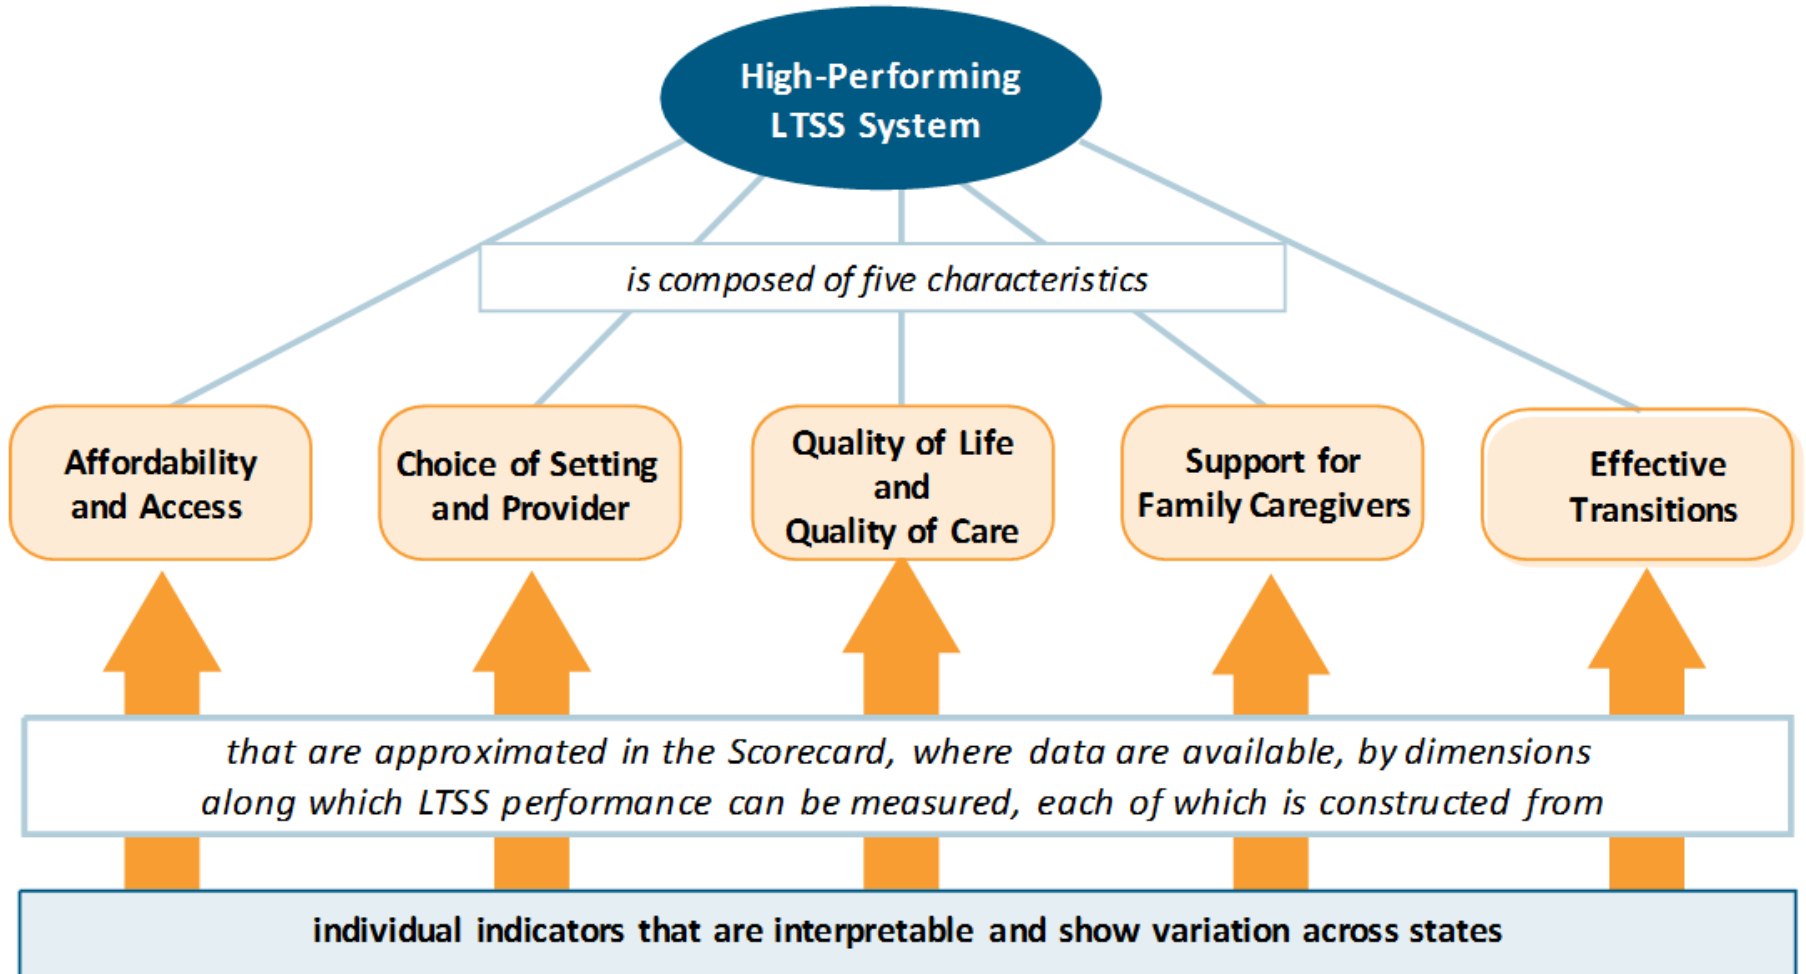 High-Performing
LTSS System
is composed of five characteristics
Affordability
and Access
Choice of Setting
and Provider
Quality of Life
and
Quality of Care
Support for
Family Caregivers
Effective
Transitions
that are approximated in the Scorecard, where data are available, by dimensions
along which LTSS performance can be measured, each of which is constructed from
individual indicators that are interpretable and show variation across states